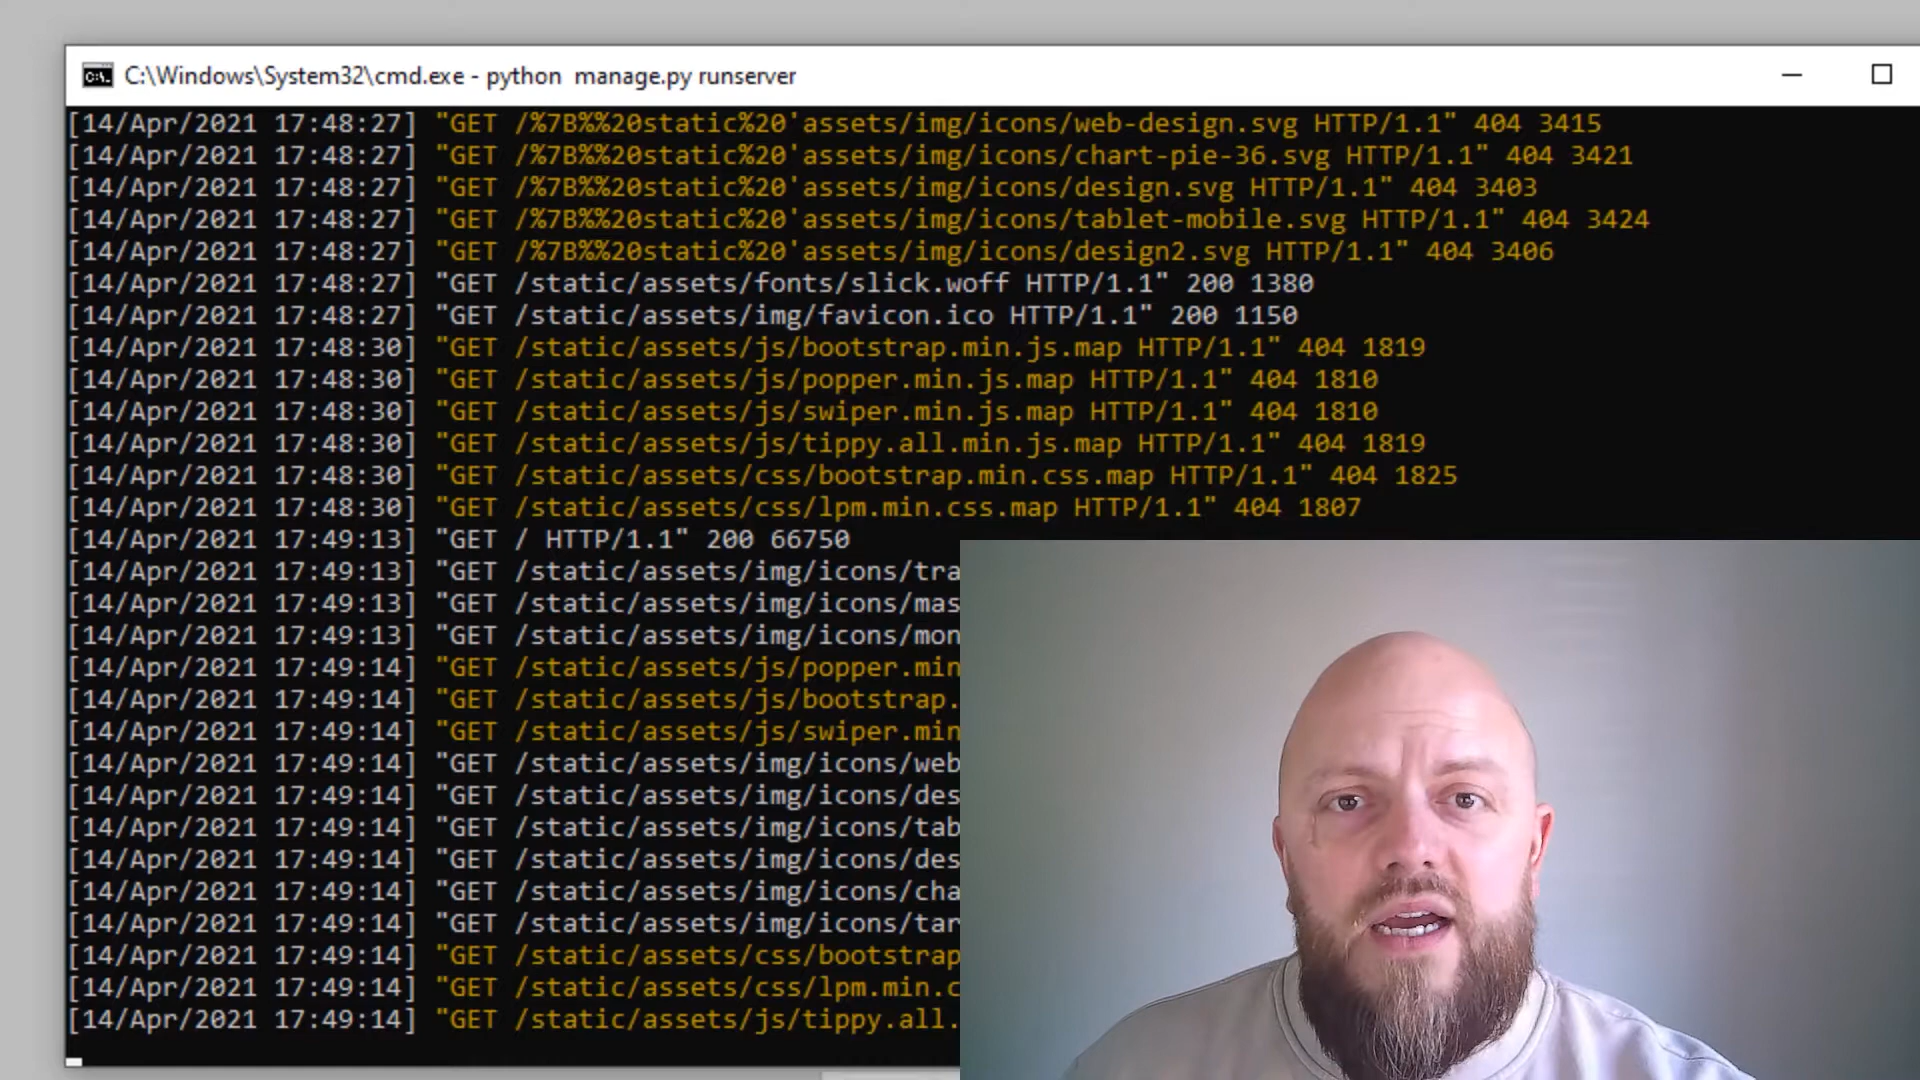 C:\Windows\System32\cmd.exe - python  manage.py runserver
[14/Apr/2021 17:48:27] "GET /%7B%%20static%20'assets/img/icons/web-design.svg HTTP/1.1" 404 3415
[14/Apr/2021 17:48:27] "GET /%7B%%20static%20'assets/img/icons/chart-pie-36.svg HTTP/1.1" 404 3421
[14/Apr/2021 17:48:27] "GET /%7B%%20static%20'assets/img/icons/design.svg HTTP/1.1" 404 3403
[14/Apr/2021 17:48:27] "GET /%7B%%20static%20'assets/img/icons/tablet-mobile.svg HTTP/1.1" 404 3424
[14/Apr/2021 17:48:27] "GET /%7B%%20static%20'assets/img/icons/design2.svg HTTP/1.1" 404 3406
[14/Apr/2021 17:48:27] "GET /static/assets/fonts/slick.woff HTTP/1.1" 200 1380
[14/Apr/2021 17:48:27] "GET /static/assets/img/favicon.ico HTTP/1.1" 200 1150
[14/Apr/2021 17:48:30] "GET /static/assets/js/bootstrap.min.js.map HTTP/1.1" 404 1819
[14/Apr/2021 17:48:30] "GET /static/assets/js/popper.min.js.map HTTP/1.1" 404 1810
[14/Apr/2021 17:48:30] "GET /static/assets/js/swiper.min.js.map HTTP/1.1" 404 1810
[14/Apr/2021 17:48:30] "GET /static/assets/js/tippy.all.min.js.map HTTP/1.1" 404 1819
[14/Apr/2021 17:48:30] "GET /static/assets/css/bootstrap.min.css.map HTTP/1.1" 404 1825
[14/Apr/2021 17:48:30] "GET /static/assets/css/lpm.min.css.map HTTP/1.1" 404 1807
[14/Apr/2021 17:49:13] "GET / HTTP/1.1" 200 66750
[14/Apr/2021 17:49:13] "GET /static/assets/img/icons/tra
[14/Apr/2021 17:49:13] "GET /static/assets/img/icons/mas
[14/Apr/2021 17:49:13] "GET /static/assets/img/icons/mon
[14/Apr/2021 17:49:14] "GET /static/assets/js/popper.min
[14/Apr/2021 17:49:14] "GET /static/assets/js/bootstrap.
[14/Apr/2021 17:49:14] "GET /static/assets/js/swiper.min
[14/Apr/2021 17:49:14] "GET /static/assets/img/icons/web
[14/Apr/2021 17:49:14] "GET /static/assets/img/icons/des
[14/Apr/2021 17:49:14] "GET /static/assets/img/icons/tab
[14/Apr/2021 17:49:14] "GET /static/assets/img/icons/des
[14/Apr/2021 17:49:14] "GET /static/assets/img/icons/cha
[14/Apr/2021 17:49:14] "GET /static/assets/img/icons/tar
[14/Apr/2021 17:49:14] "GET /static/assets/css/bootstrap
[14/Apr/2021 17:49:14] "GET /static/assets/css/lpm.min.c
[14/Apr/2021 17:49:14] "GET /static/assets/js/tippy.all.